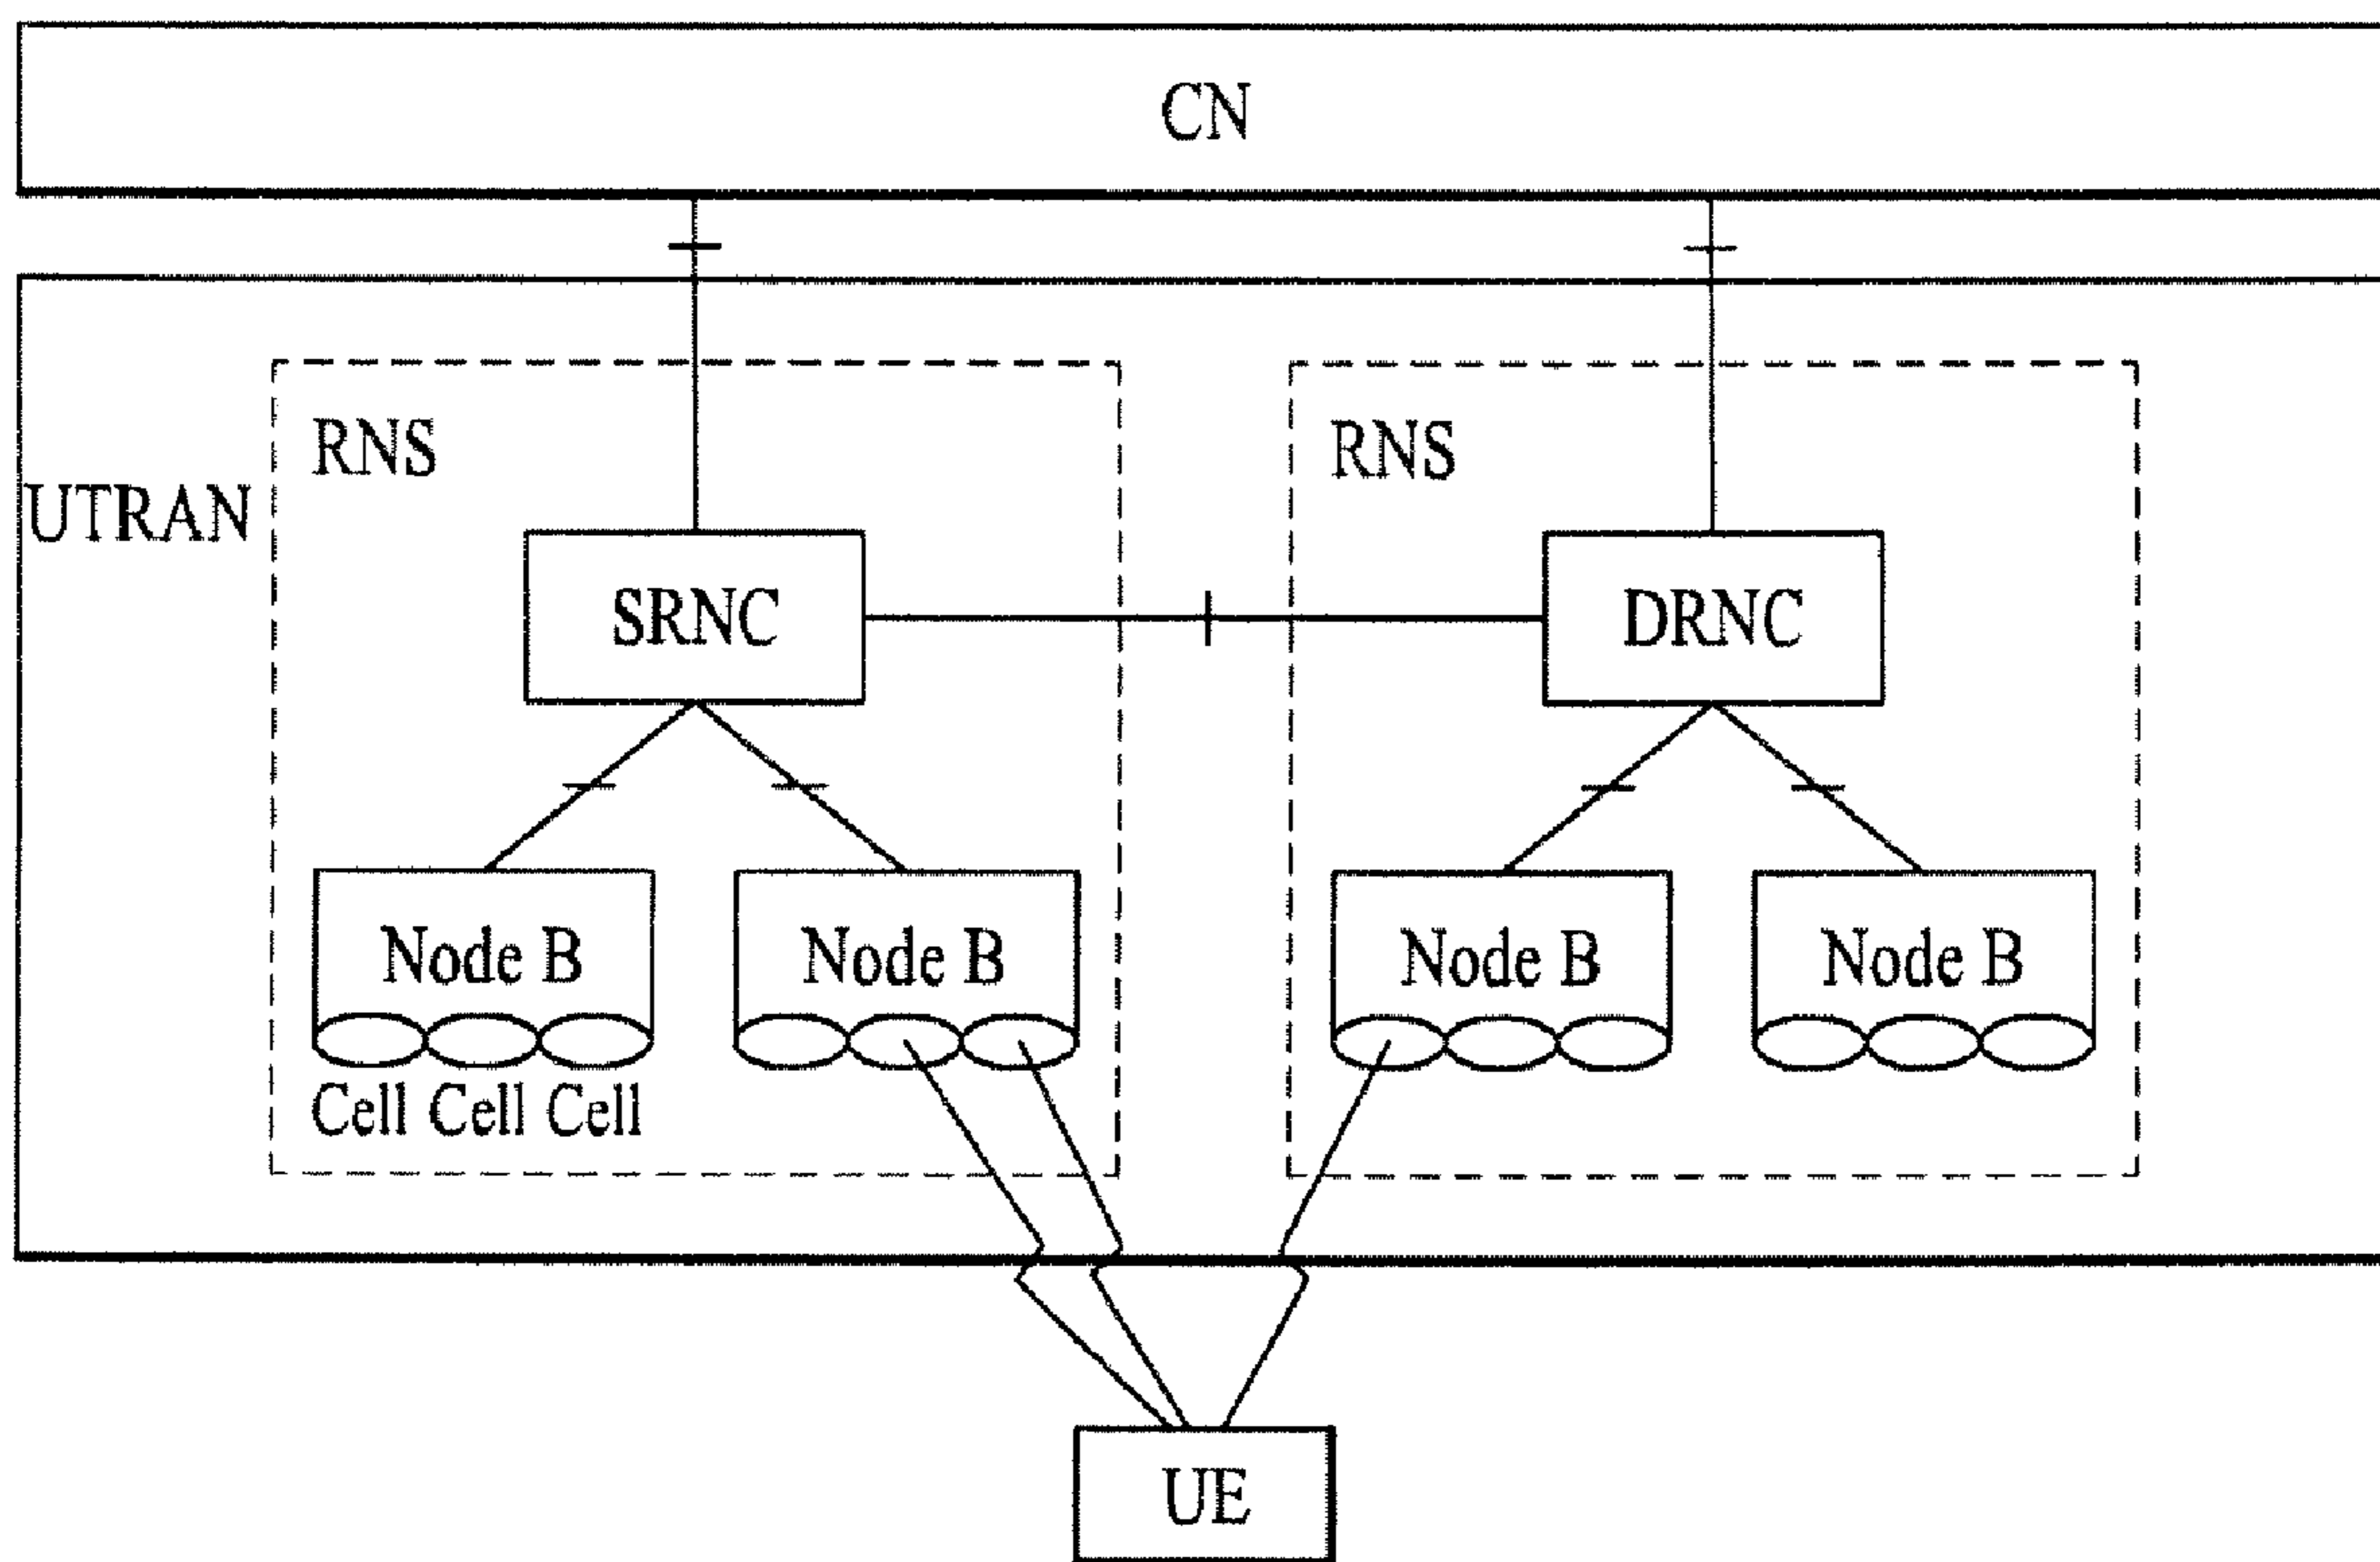 CN
UTRAN
RNS
RNS
SRNC
DRNC
Node B
Node B
Node B
Node B
Cell Cell Cell
UE